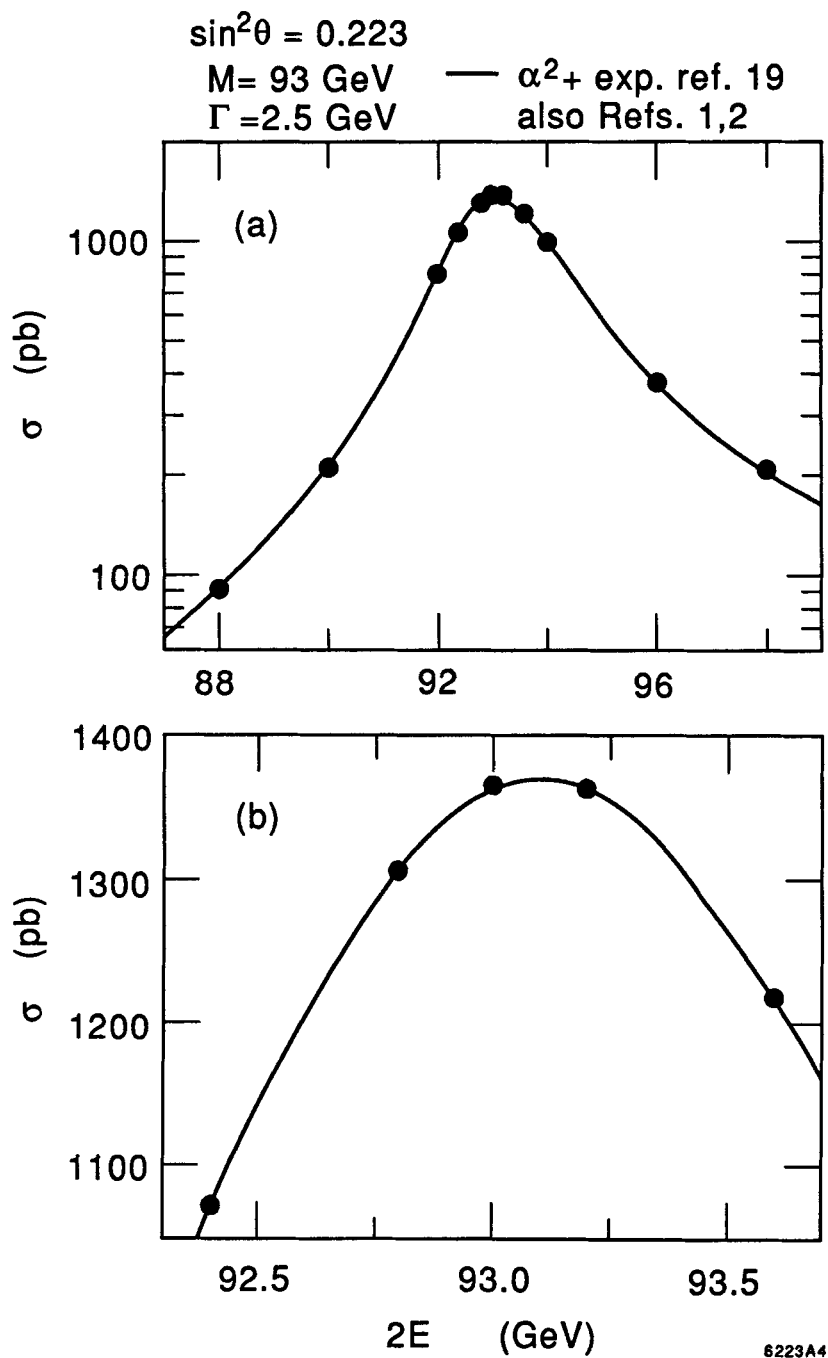 sin²θ = 0.223
M= 93 GeV
α²+ exp. ref. 19
Γ =2.5 GeV
also Refs. 1,2
(a)
1000
σ (pb)
100
88 92 96
1400
(b)
1300
σ (pb)
1200
1100
92.5 93.0 93.5
2E (GeV)
6223A4